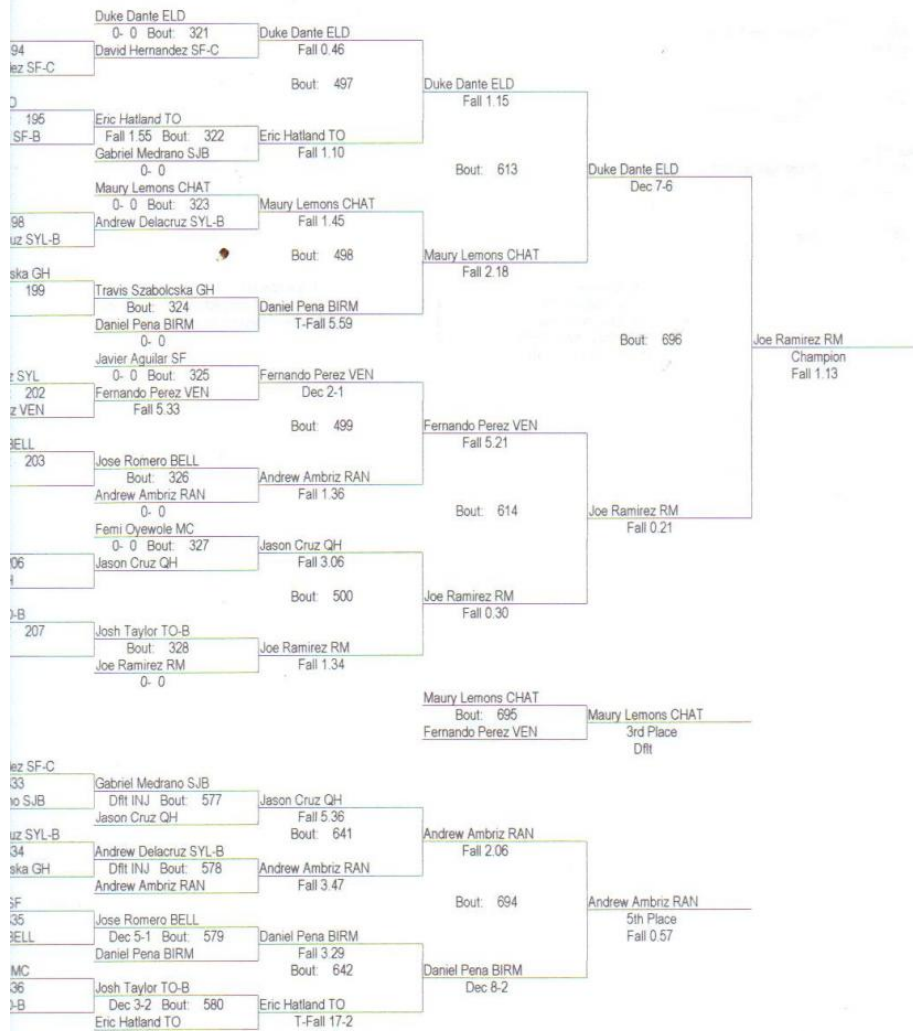 Duke Dante ELD
0- 0 Bout: 321 Duke Dante ELD
94 David Hernandez SF-C Fall 0.46
ez SF-C
Bout: 497 Duke Dante ELD
Fall 1.15
195 Eric Hatland TO
SF-B Fall 1.55 Bout: 322 Eric Hatland TO
Gabriel Medrano SJB Fall 1.10
0- 0 Bout: 613 Duke Dante ELD
Maury Lemons CHAT Dec 7-6
0- 0 Bout: 323 Maury Lemons CHAT
98 Andrew Delacruz SYL-B Fall 1.45
uz SYL-B
Bout: 498 Maury Lemons CHAT
ska GH Fall 2.18
199 Travis Szabolcska GH
Bout: 324 Daniel Pena BIRM
Daniel Pena BIRM T-Fall 5.59
0- 0 Bout: 696 Joe Ramirez RM
Javier Aguilar SF Champion
z SYL 0- 0 Bout: 325 Fernando Perez VEN Fall 1.13
202 Fernando Perez VEN Dec 2-1
z VEN Fall 5.33
Bout: 499 Fernando Perez VEN
BELL Fall 5.21
203 Jose Romero BELL
Bout: 326 Andrew Ambriz RAN
Andrew Ambriz RAN Fall 1.36
0- 0 Bout: 614 Joe Ramirez RM
Femi Oyewole MC Fall 0.21
0- 0 Bout: 327 Jason Cruz QH
06 Jason Cruz QH Fall 3.06
Bout: 500 Joe Ramirez RM
O-B Fall 0.30
207 Josh Taylor TO-B
Bout: 328 Joe Ramirez RM
Joe Ramirez RM Fall 1.34
0- 0
Maury Lemons CHAT
Bout: 695 Maury Lemons CHAT
Fernando Perez VEN 3rd Place
Dflt
ez SF-C
33 Gabriel Medrano SJB
no SJB Dflt INJ Bout: 577 Jason Cruz QH
Jason Cruz QH Fall 5.36
uz SYL-B Bout: 641 Andrew Ambriz RAN
34 Andrew Delacruz SYL-B Fall 2.06
ska GH Dflt INJ Bout: 578 Andrew Ambriz RAN
Andrew Ambriz RAN Fall 3.47
SF Bout: 694 Andrew Ambriz RAN
35 Jose Romero BELL 5th Place
BELL Dec 5-1 Bout: 579 Daniel Pena BIRM Fall 0.57
Daniel Pena BIRM Fall 3.29
MC Bout: 642 Daniel Pena BIRM
36 Josh Taylor TO-B Dec 8-2
O-B Dec 3-2 Bout: 580 Eric Hatland TO
Eric Hatland TO T-Fall 17-2